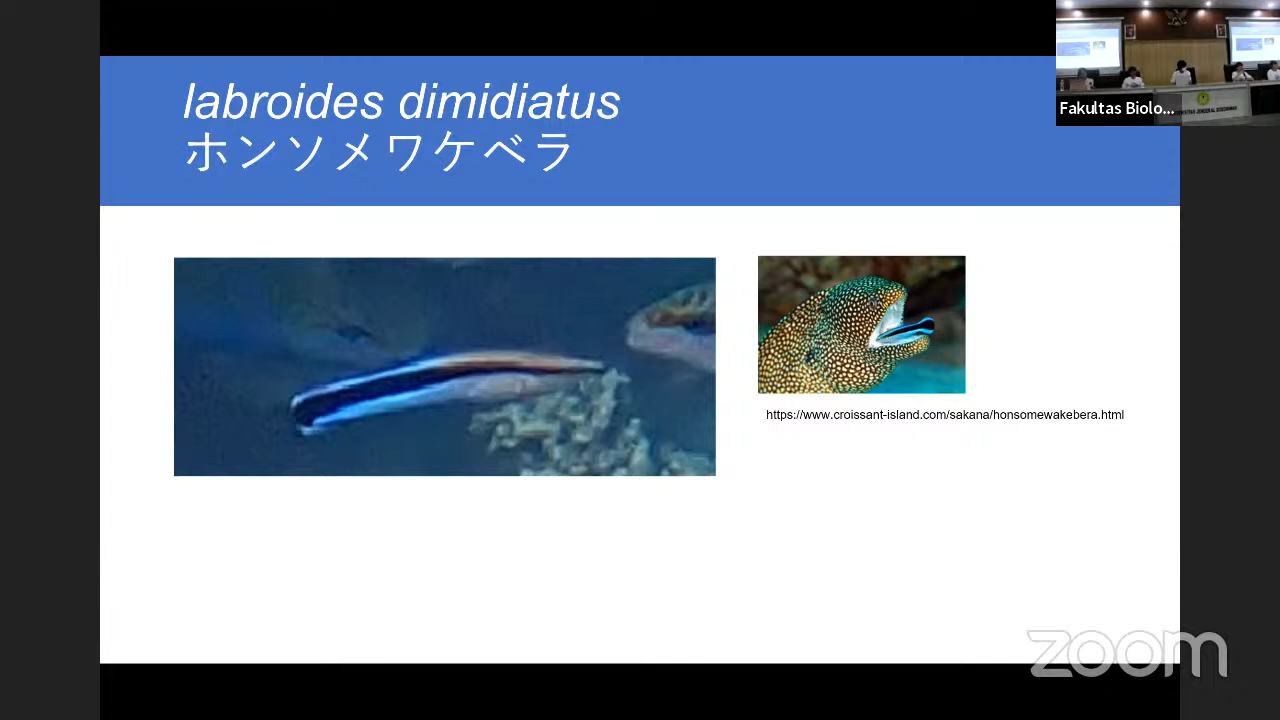 labroides dimidiatus
ホンソメワケベラ
https://www.croissant-island.com/sakana/honsomewakebera.html
Fakultas Biolo...
zoom